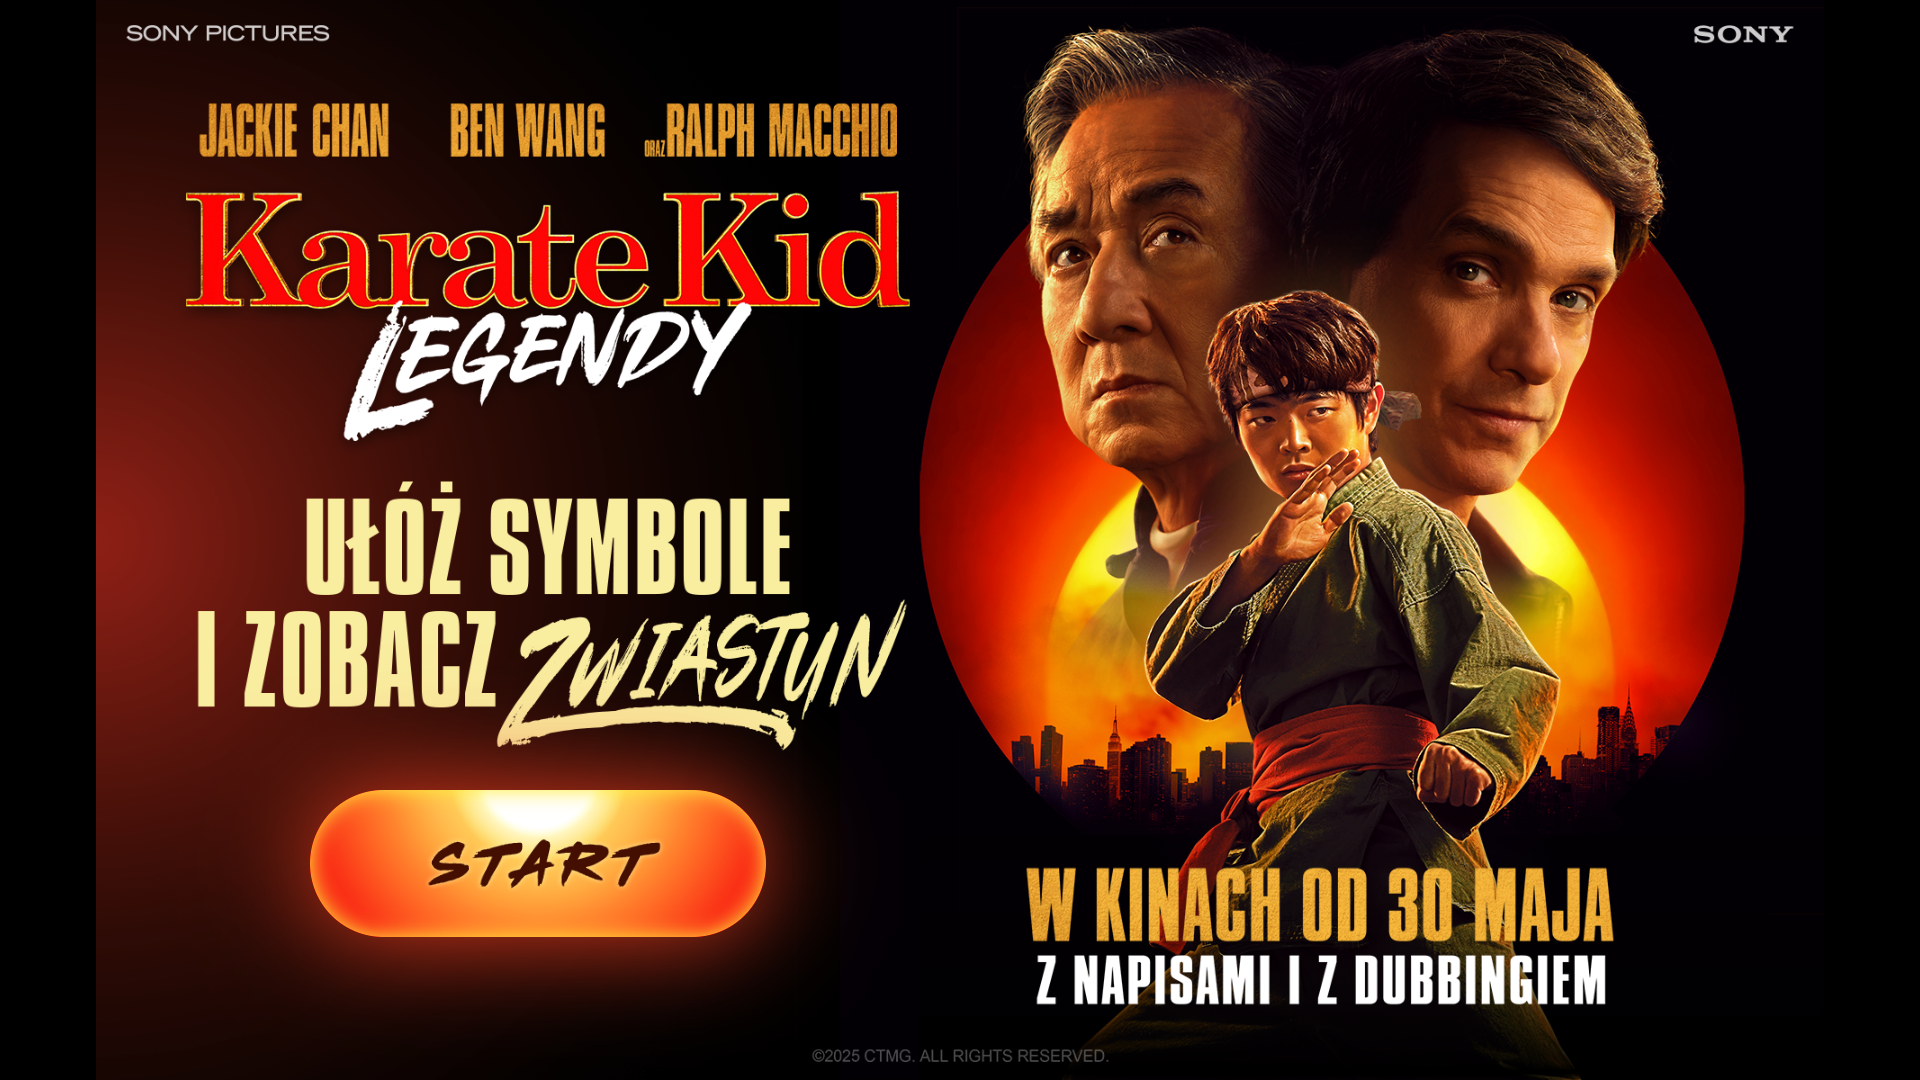 SONY PICTURES
SONY
JACKIE CHAN BEN WANG ORAZ RALPH MACCHIO
Karate Kid
LEGENDY
UŁÓŻ SYMBOLE
I ZOBACZ ZWIASTUN
START
W KINACH OD 30 MAJA
Z NAPISAMI I Z DUBBINGIEM
©2025 CTMG. ALL RIGHTS RESERVED.